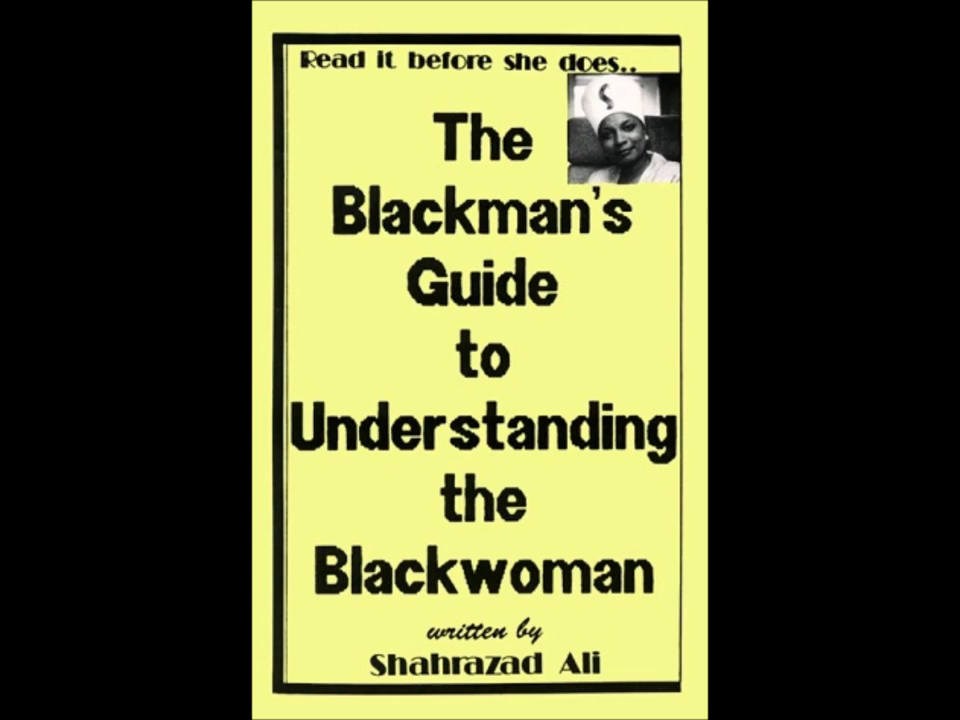 Read it before she does..
The
Blackman's
Guide
to
Understanding
the
Blackwoman
written by
Shahrazad Ali